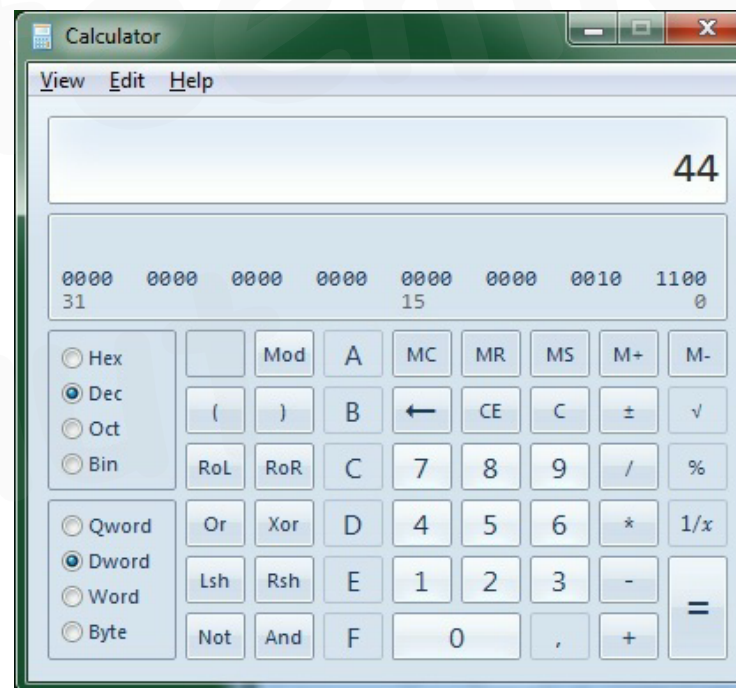 Calculator
View Edit Help
44
0000 0000 0000 0000 0000 0000 0010 1100
31 15 0
Hex Mod A MC MR MS M+ M-
Dec ( ) B ← CE C ± √
Oct
Bin RoL RoR C 7 8 9 / %
Qword Or Xor D 4 5 6 * 1/x
Dword Lsh Rsh E 1 2 3 - =
Word
Byte Not And F 0 , +